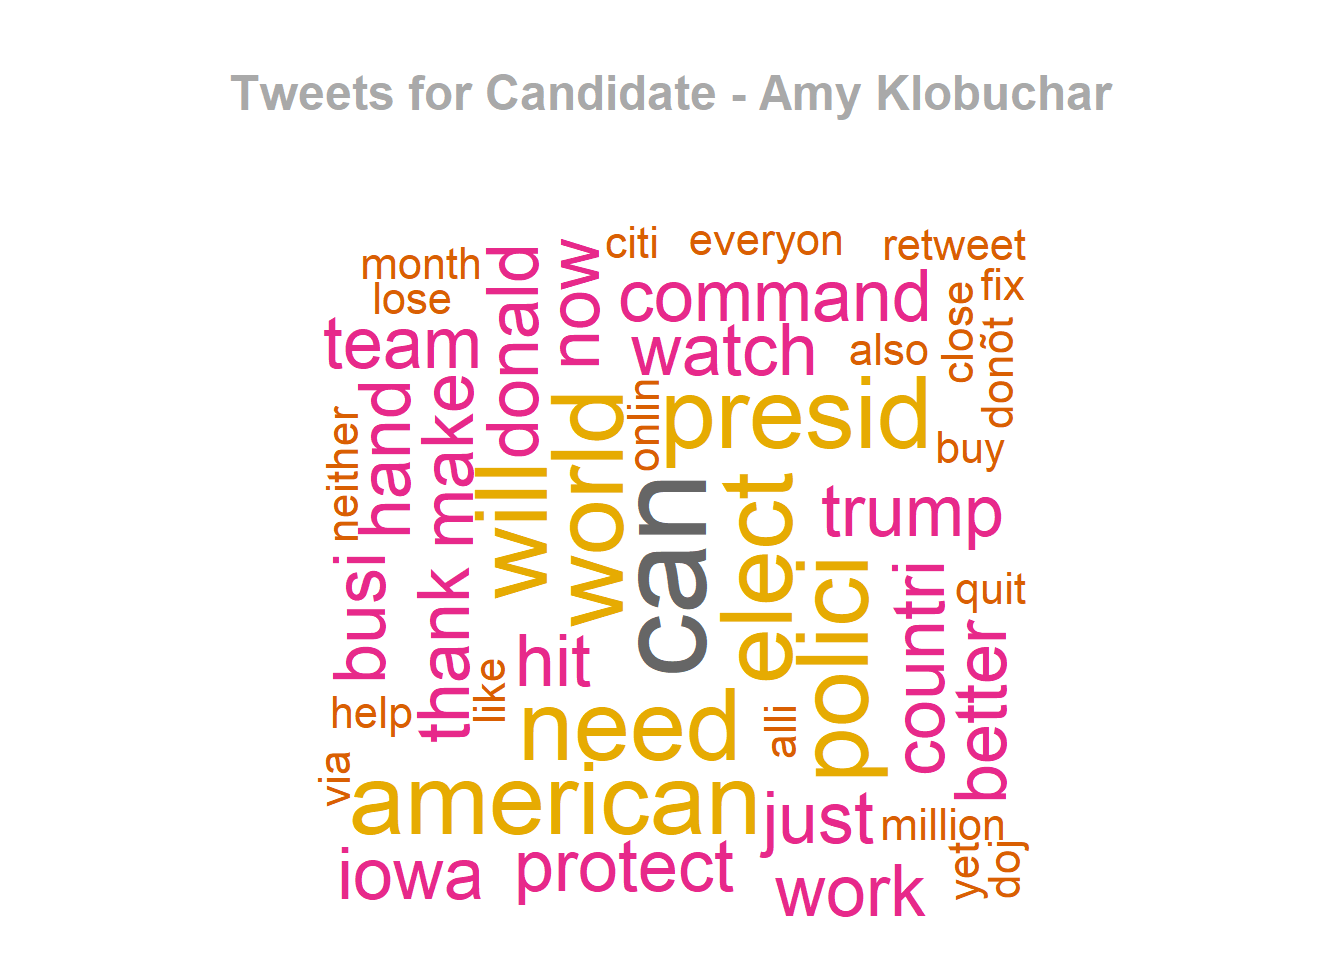 Tweets for Candidate - Amy Klobuchar
citi
everyon
retweet
month
donald
now
command
close
fix
lose
team
watch
also
donõt
neither
hand
make
will
world
onlin
presid
buy
can
elect
trump
busi
thank
like
hit
polici
countri
quit
better
help
need
alli
via
american
just
million
yet
doj
iowa
protect
work